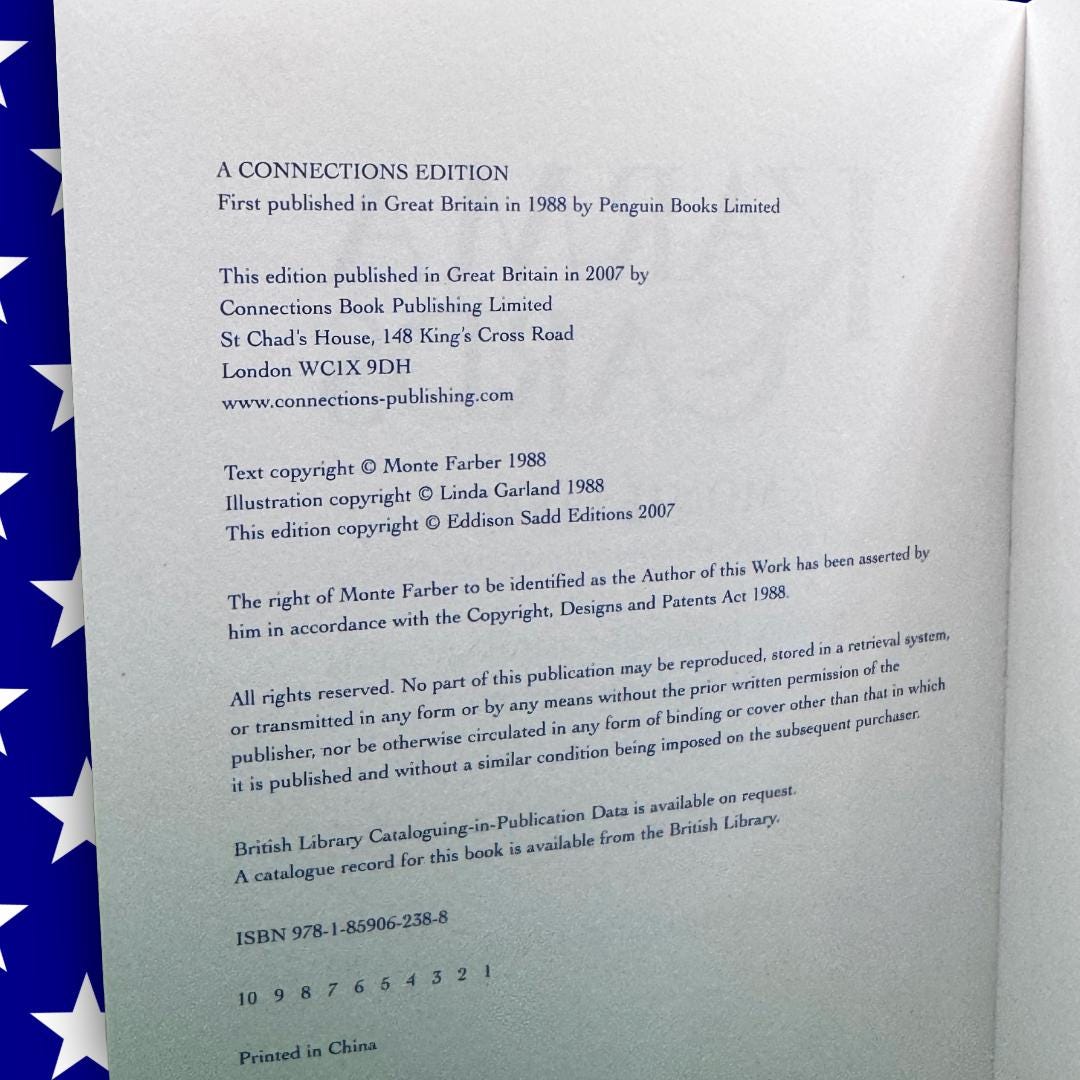 A CONNECTIONS EDITION
First published in Great Britain in 1988 by Penguin Books Limited
This edition published in Great Britain in 2007 by
Connections Book Publishing Limited
St Chad's House, 148 King's Cross Road
London WC1X 9DH
www.connections-publishing.com
Text copyright © Monte Farber 1988
Illustration copyright © Linda Garland 1988
This edition copyright © Eddison Sadd Editions 2007
The right of Monte Farber to be identified as the Author of this Work has been asserted by
him in accordance with the Copyright, Designs and Patents Act 1988.
All rights reserved. No part of this publication may be reproduced, stored in a retrieval system,
or transmitted in any form or by any means without the prior written permission of the
publisher, nor be otherwise circulated in any form of binding or cover other than that in which
it is published and without a similar condition being imposed on the subsequent purchaser.
British Library Cataloguing-in-Publication Data is available on request.
A catalogue record for this book is available from the British Library.
ISBN 978-1-85906-238-8
10 9 8 7 6 5 4 3 2 1
Printed in China